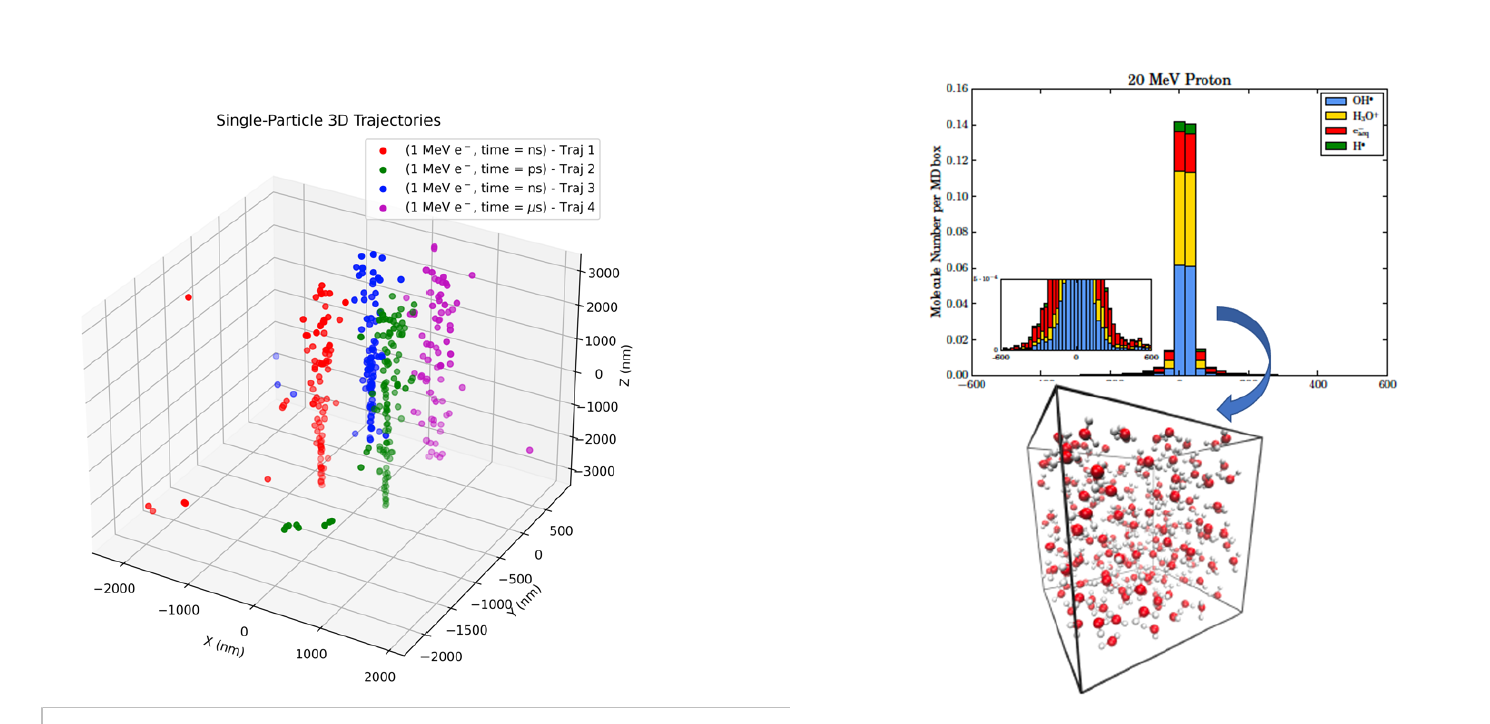 Single-Particle 3D Trajectories
(1 MeV e⁻, time = ns) - Traj 1
(1 MeV e⁻, time = ps) - Traj 2
(1 MeV e⁻, time = ns) - Traj 3
(1 MeV e⁻, time = μs) - Traj 4
3000
2000
1000
0
−1000
−2000
−3000
Z (nm)
500
0
−500
−1000
−1500
−2000
Y (nm)
−2000
−1000
0
1000
2000
X (nm)
20 MeV Proton
Molecule Number per MD box
0.16
0.14
0.12
0.10
0.08
0.06
0.04
0.02
0.00
OH•
H₃O⁺
e⁻aq
H•
0
-600
0
600
−600
400
600